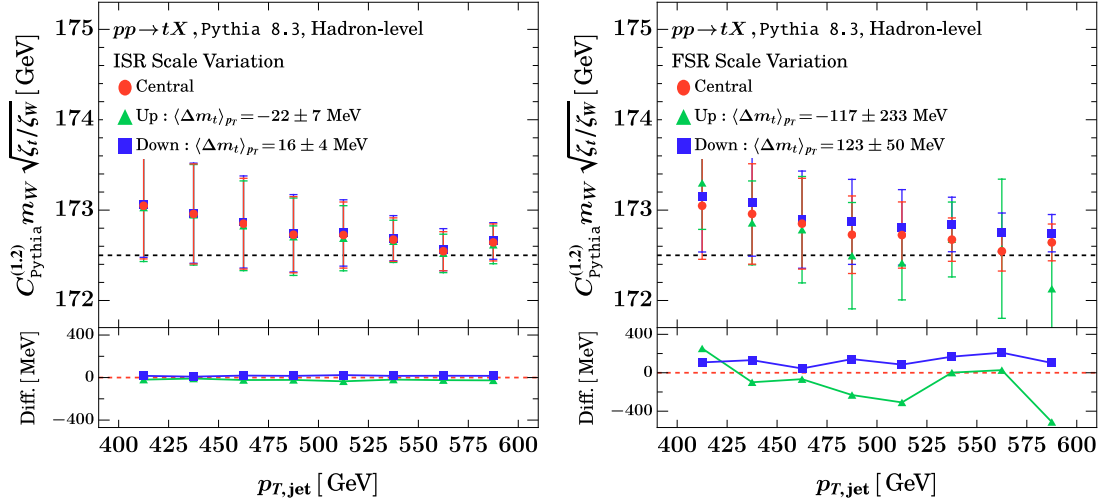 pp→tX , Pythia 8.3, Hadron-level
ISR Scale Variation
Central
Up : ⟨Δm_t⟩_{p_T}=−22 ± 7 MeV
Down : ⟨Δm_t⟩_{p_T}=16 ± 4 MeV
C^{(1.2)}_{Pythia} m_W √ζ_t/ζ_W [ GeV]
175
174
173
172
Diff. [ MeV]
400
0
−400
400 425 450 475 500 525 550 575 600
p_{T,jet} [ GeV]
pp→tX , Pythia 8.3, Hadron-level
FSR Scale Variation
Central
Up : ⟨Δm_t⟩_{p_T}=−117 ± 233 MeV
Down : ⟨Δm_t⟩_{p_T}=123 ± 50 MeV
C^{(1.2)}_{Pythia} m_W √ζ_t/ζ_W [ GeV]
175
174
173
172
Diff. [ MeV]
400
0
−400
400 425 450 475 500 525 550 575 600
p_{T,jet} [ GeV]